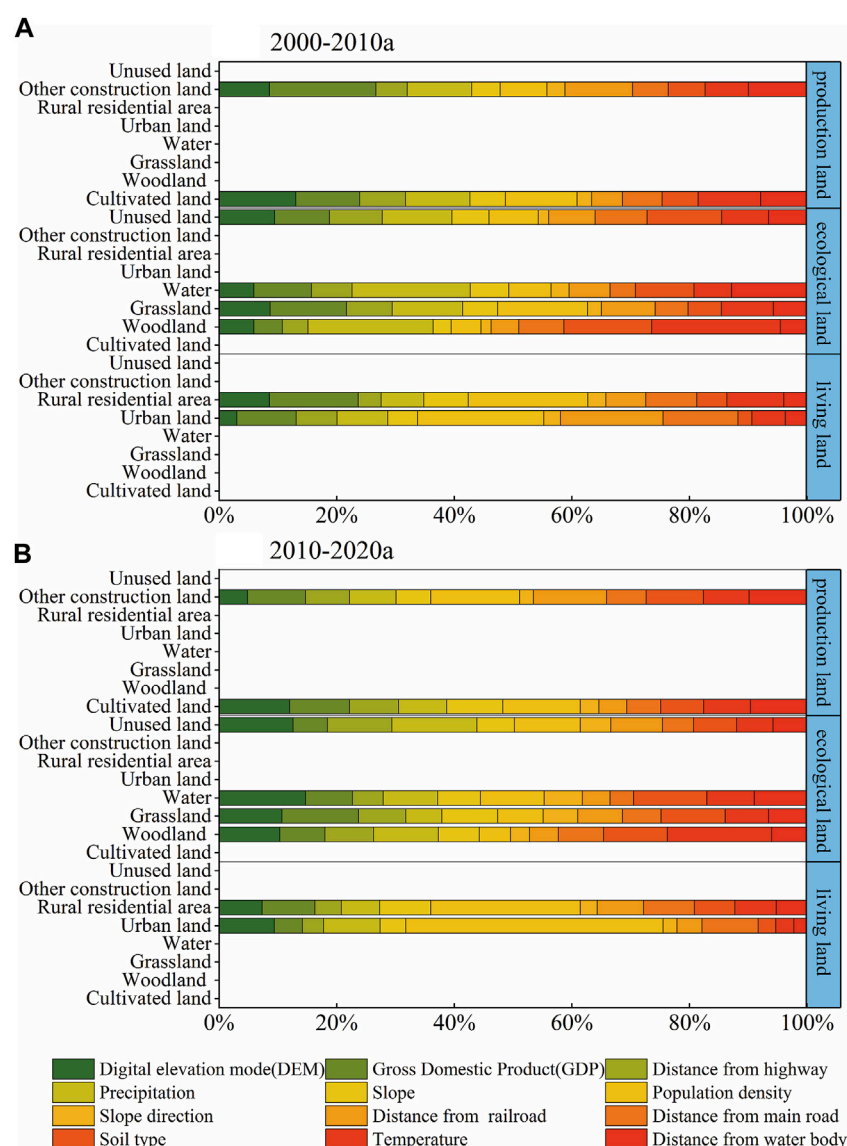 A
2000-2010a
Unused land
Other construction land
Rural residential area
Urban land
Water
Grassland
Woodland
Cultivated land
production land
Unused land
Other construction land
Rural residential area
Urban land
Water
Grassland
Woodland
Cultivated land
ecological land
Unused land
Other construction land
Rural residential area
Urban land
Water
Grassland
Woodland
Cultivated land
living land
0% 20% 40% 60% 80% 100%
B
2010-2020a
Unused land
Other construction land
Rural residential area
Urban land
Water
Grassland
Woodland
Cultivated land
production land
Unused land
Other construction land
Rural residential area
Urban land
Water
Grassland
Woodland
Cultivated land
ecological land
Unused land
Other construction land
Rural residential area
Urban land
Water
Grassland
Woodland
Cultivated land
living land
0% 20% 40% 60% 80% 100%
Digital elevation mode(DEM) Gross Domestic Product(GDP) Distance from highway
Precipitation Slope Population density
Slope direction Distance from railroad Distance from main road
Soil type Temperature Distance from water body